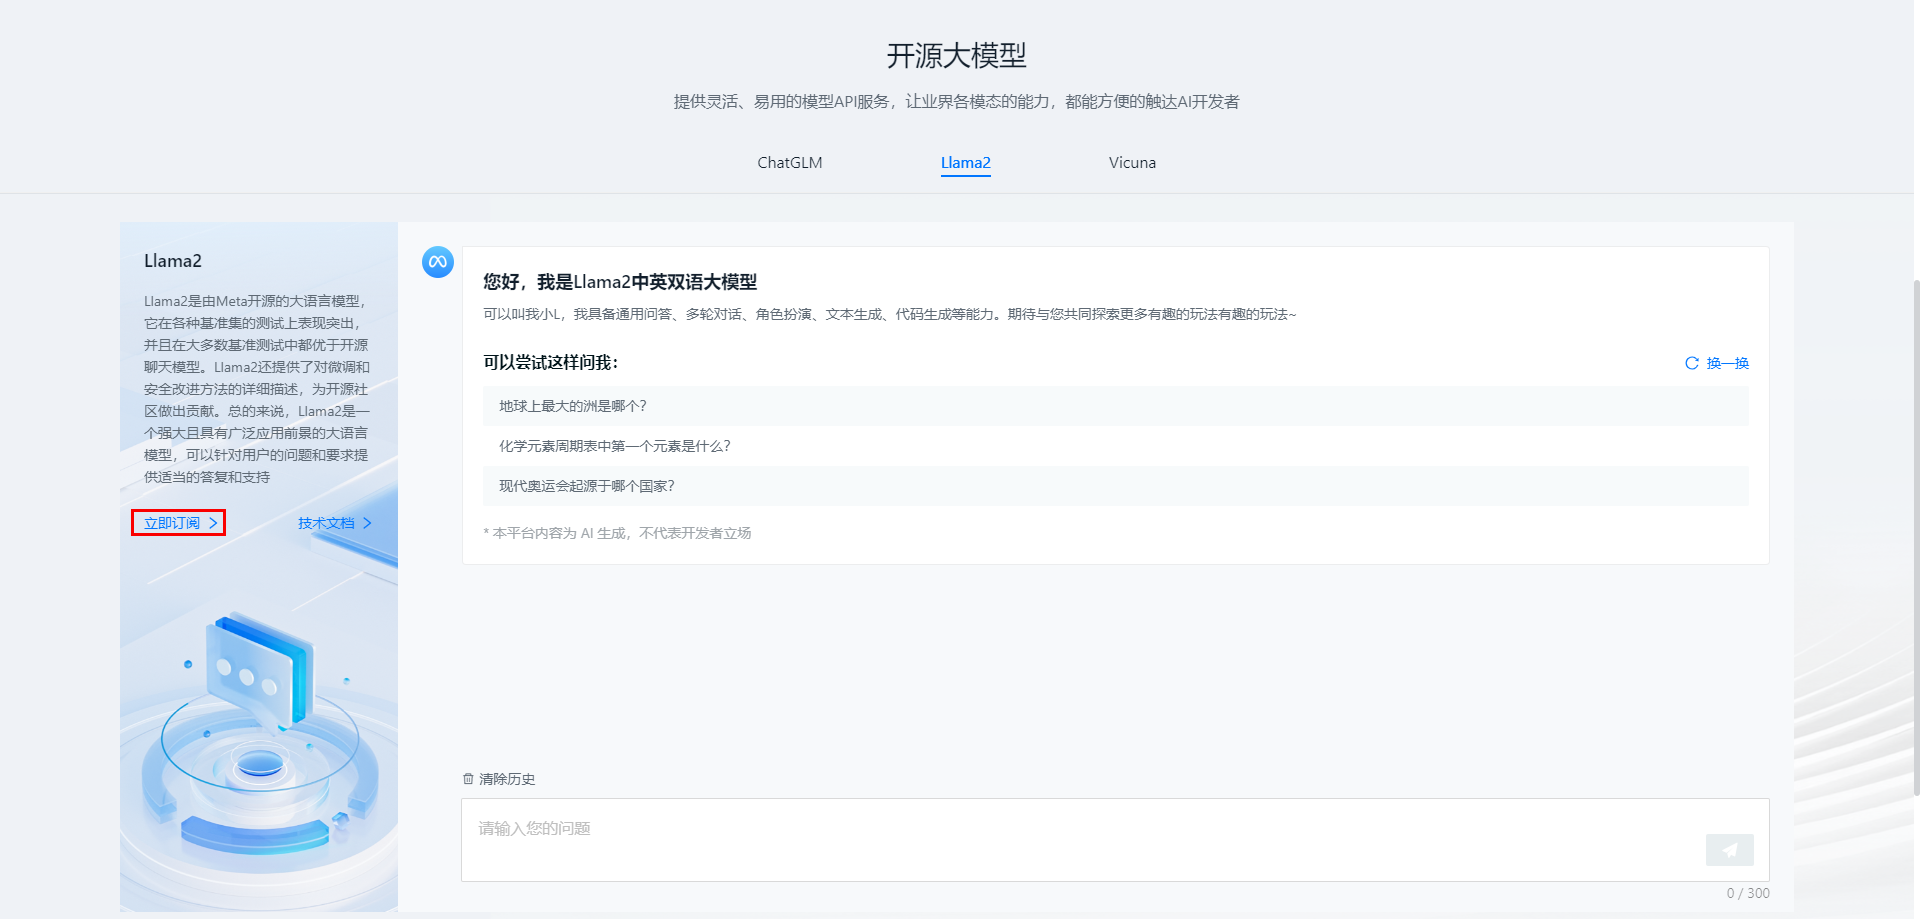 开源大模型
提供灵活、易用的模型API服务，让业界各模态的能力，都能方便的触达AI开发者
ChatGLM
Llama2
Vicuna
Llama2
Llama2是由Meta开源的大语言模型，
它在各种基准集的测试上表现突出，
并且在大多数基准测试中都优于开源
聊天模型。Llama2还提供了对微调和
安全改进方法的详细描述，为开源社
区做出贡献。总的来说，Llama2是一
个强大且具有广泛应用前景的大语言
模型，可以针对用户的问题和要求提
供适当的答复和支持
立即订阅
技术文档
您好，我是Llama2中英双语大模型
可以叫我小L，我具备通用问答、多轮对话、角色扮演、文本生成、代码生成等能力。期待与您共同探索更多有趣的玩法有趣的玩法~
可以尝试这样问我：
换一换
地球上最大的洲是哪个？
化学元素周期表中第一个元素是什么？
现代奥运会起源于哪个国家？
* 本平台内容为 AI 生成，不代表开发者立场
清除历史
请输入您的问题
0 / 300